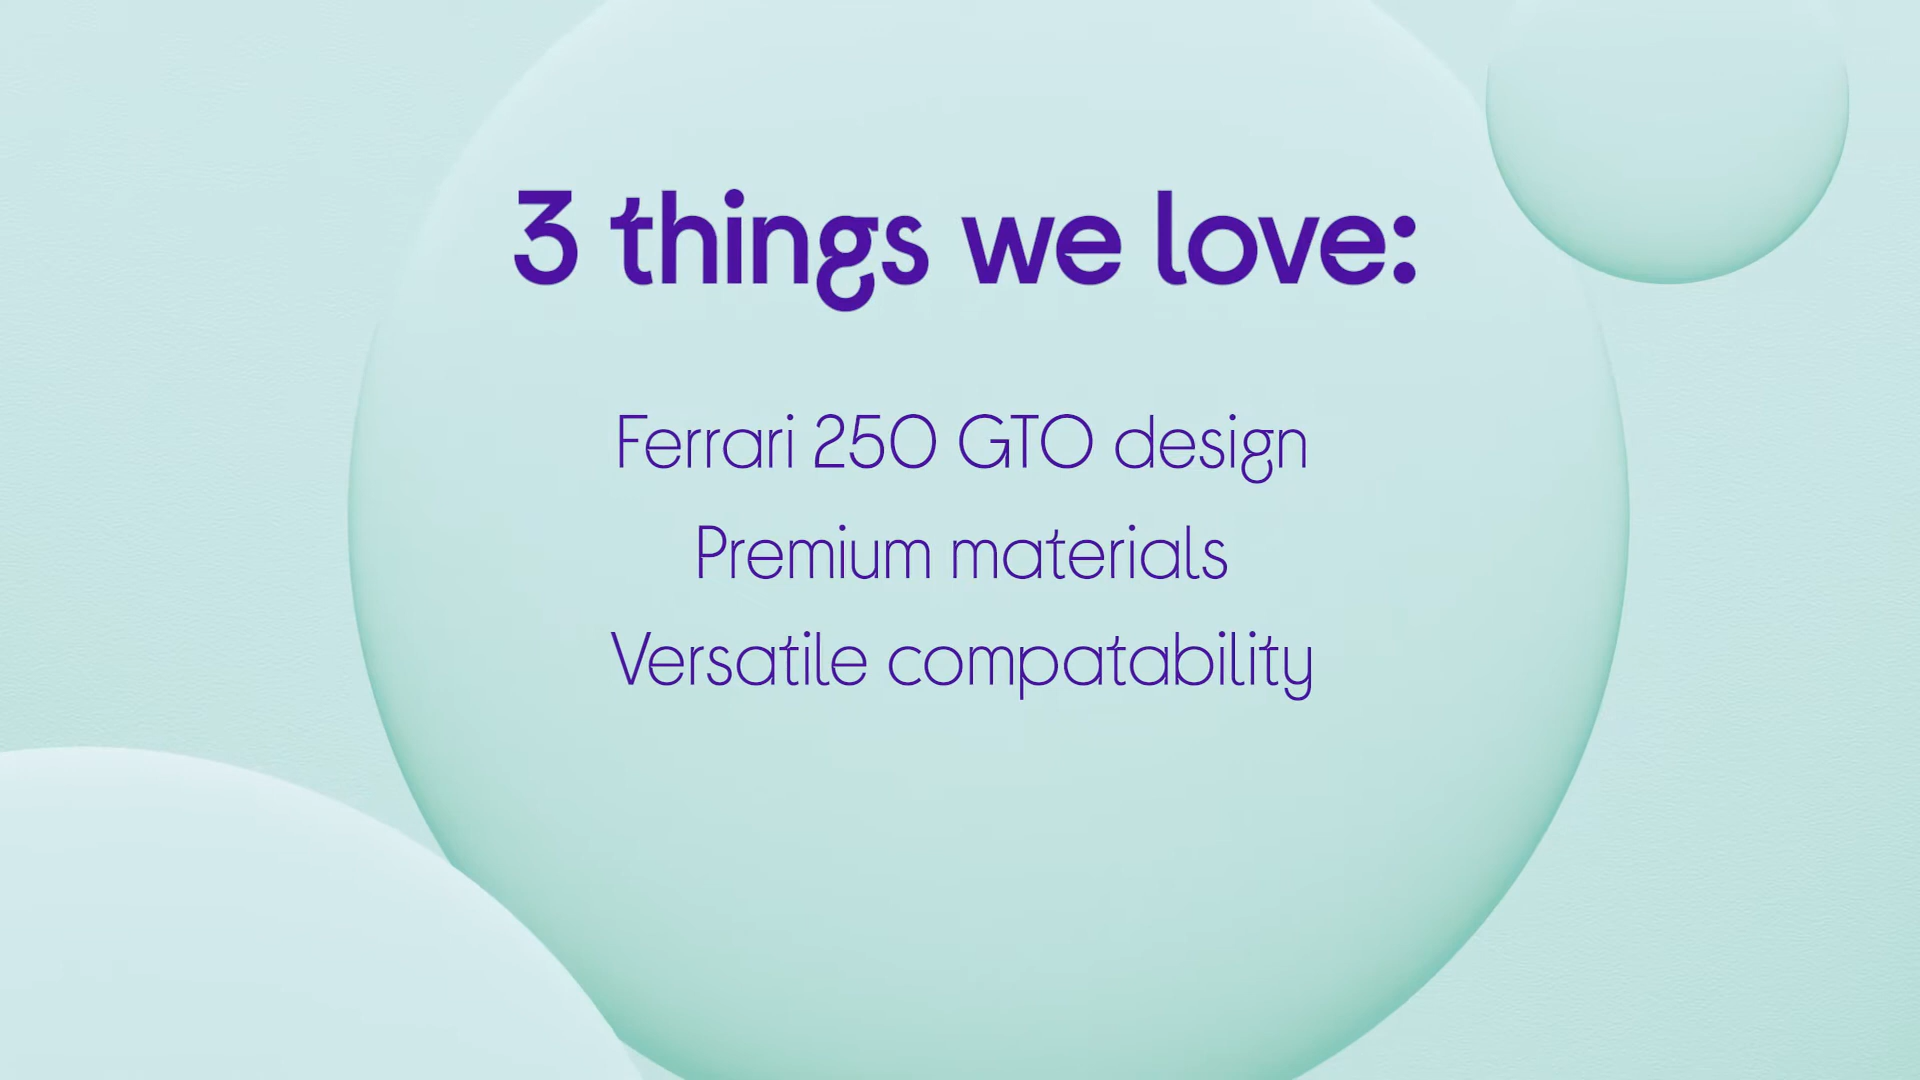 3 things we love:
Ferrari 250 GTO design
Premium materials
Versatile compatability